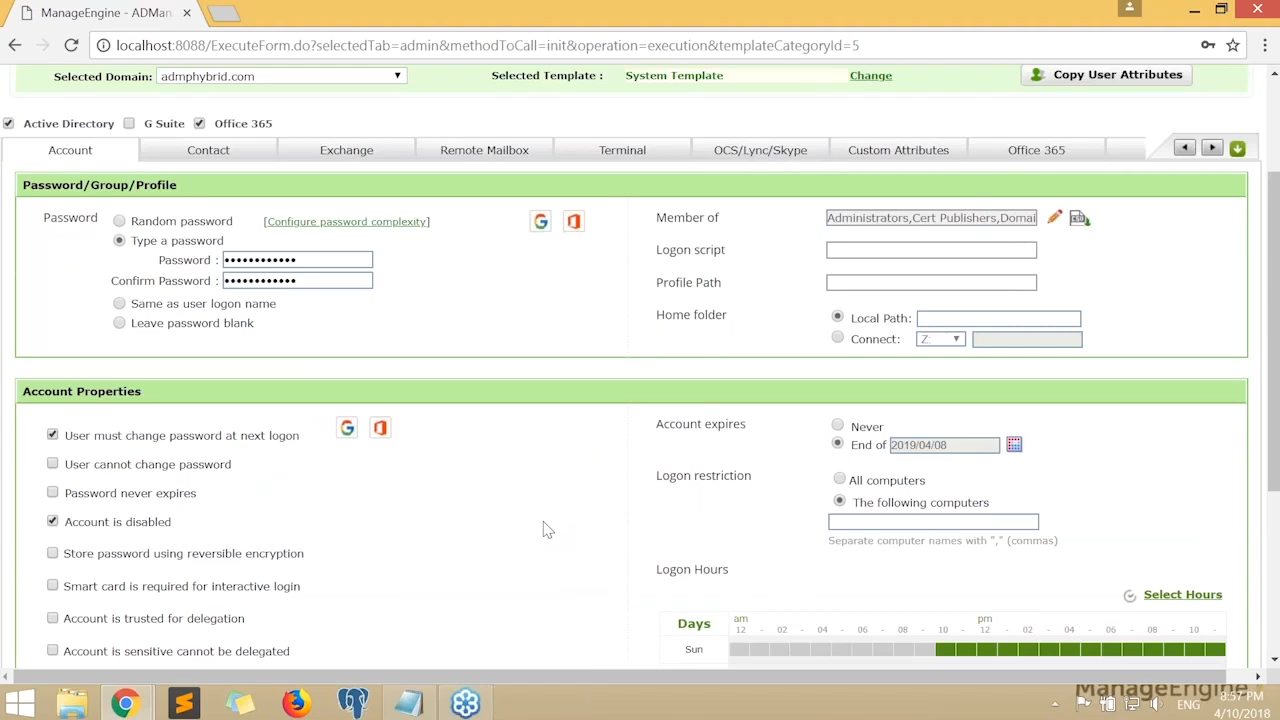 ManageEngine - ADMan
localhost:8088/ExecuteForm.do?selectedTab=admin&methodToCall=init&operation=execution&templateCategoryId=5
Selected Domain: admphybrid.com Selected Template : System Template Change Copy User Attributes
Active Directory G Suite Office 365
Account Contact Exchange Remote Mailbox Terminal OCS/Lync/Skype Custom Attributes Office 365
Password/Group/Profile
Password Random password [Configure password complexity]
Type a password
Password : ••••••••••••
Confirm Password : ••••••••••••
Same as user logon name
Leave password blank
Member of Administrators,Cert Publishers,Domai
Logon script
Profile Path
Home folder Local Path:
Connect: Z:
Account Properties
User must change password at next logon
User cannot change password
Password never expires
Account is disabled
Store password using reversible encryption
Smart card is required for interactive login
Account is trusted for delegation
Account is sensitive cannot be delegated
Account expires Never
End of 2019/04/08
Logon restriction All computers
The following computers
Separate computer names with "," (commas)
Logon Hours
Select Hours
Days am pm
12 - 02 - 04 - 06 - 08 - 10 - 12 - 02 - 04 - 06 - 08 - 10 -
Sun
ManageEngine
ENG 8:57 PM
4/10/2018